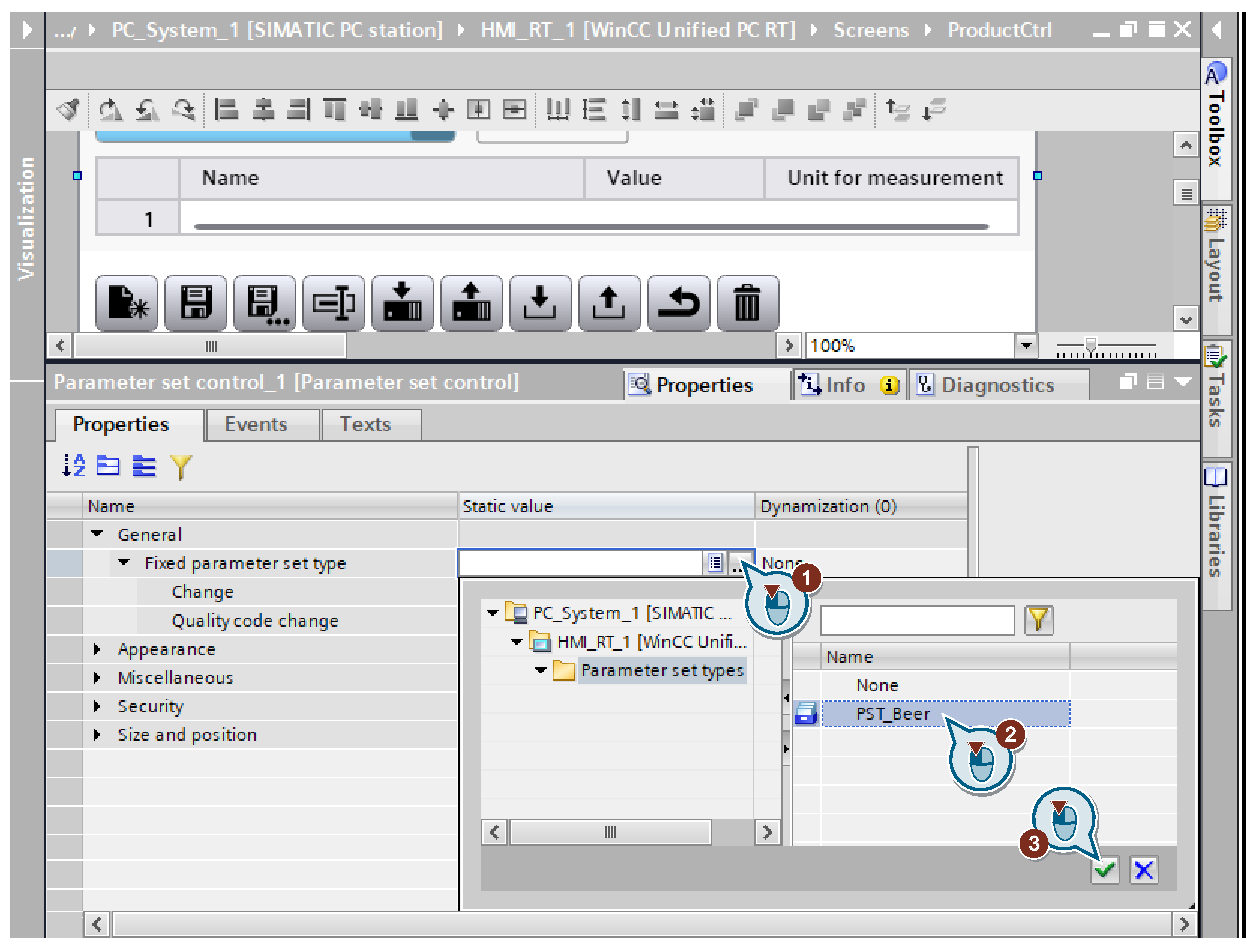 .../ PC_System_1 [SIMATIC PC station] HMI_RT_1 [WinCC Unified PC RT] Screens ProductCtrl
Visualization
Toolbox
Layout
Tasks
Libraries
Name Value Unit for measurement
1
100%
Parameter set control_1 [Parameter set control]
Properties Info Diagnostics
Properties Events Texts
Name Static value Dynamization (0)
General
Fixed parameter set type None
Change
Quality code change
Appearance
Miscellaneous
Security
Size and position
1
PC_System_1 [SIMATIC ...
HMI_RT_1 [WinCC Unifi...
Parameter set types
Name
None
PST_Beer
2
3